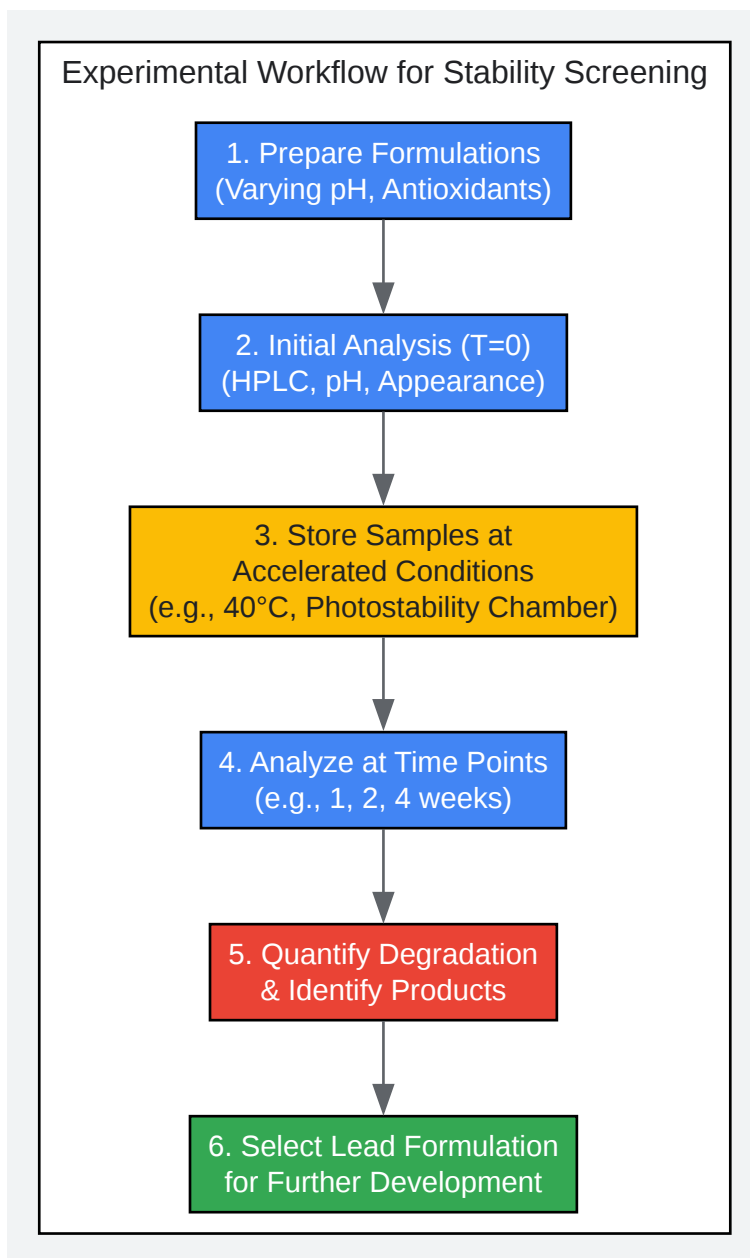 Experimental Workflow for Stability Screening
1. Prepare Formulations
(Varying pH, Antioxidants)
2. Initial Analysis (T=0)
(HPLC, pH, Appearance)
3. Store Samples at
Accelerated Conditions
(e.g., 40°C, Photostability Chamber)
4. Analyze at Time Points
(e.g., 1, 2, 4 weeks)
5. Quantify Degradation
& Identify Products
6. Select Lead Formulation
for Further Development